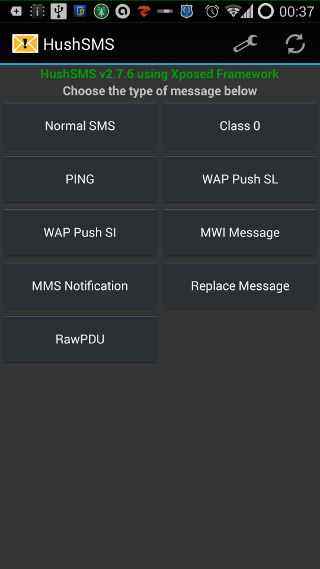 00:37
HushSMS
HushSMS v2.7.6 using Xposed Framework
Choose the type of message below
Normal SMS
Class 0
PING
WAP Push SL
WAP Push SI
MWI Message
MMS Notification
Replace Message
RawPDU